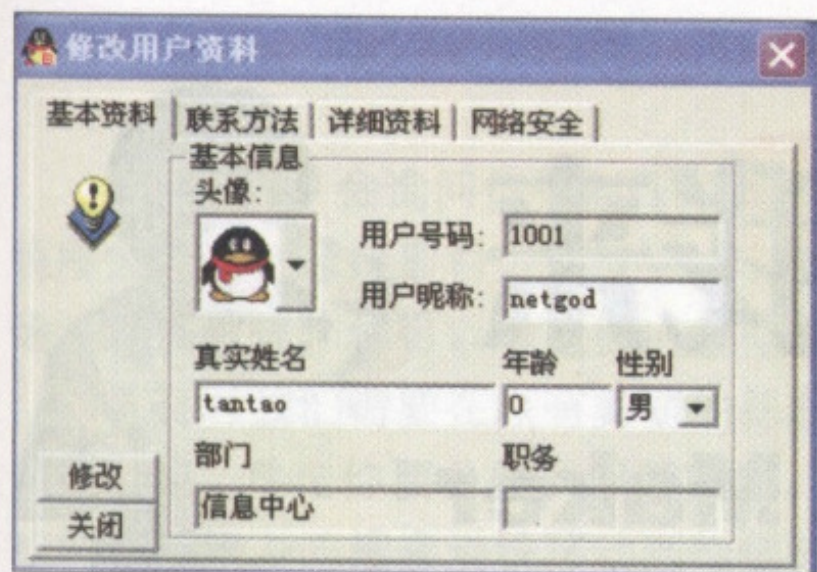 修改用户资料
基本资料 联系方法 详细资料 网络安全
基本信息
头像:
用户号码: 1001
用户昵称: netgod
真实姓名 年龄 性别
tantao 0 男
部门 职务
信息中心
修改
关闭